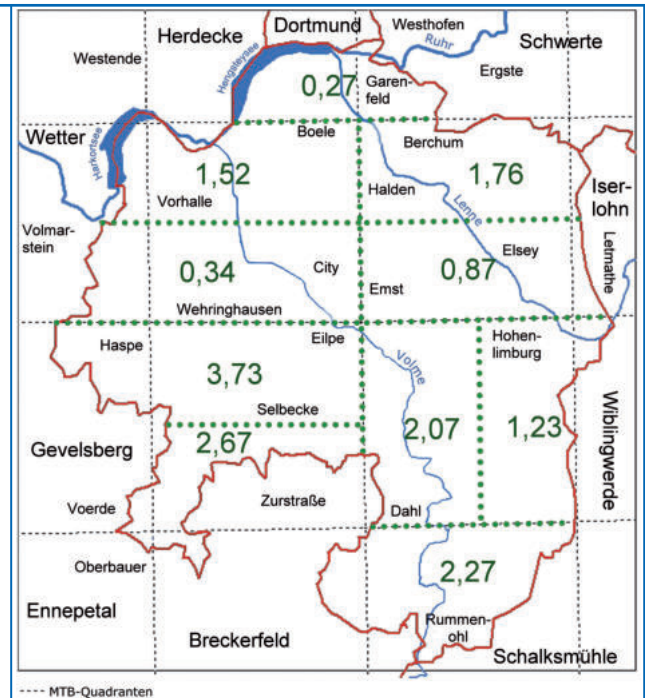 Dortmund
Westhofen
Herdecke
Ruhr
Schwerte
Westende
Hengsteysee
0,27
Garen-
feld
Ergste
Wetter
Harkortsee
Boele
Berchum
1,52
1,76
Iser-
lohn
Vorhalle
Halden
Lenne
Volmar-
stein
Elsey
Letmathe
0,34
City
0,87
Emst
Wehringhausen
Eilpe
Haspe
Hohen-
limburg
Volme
3,73
Selbecke
2,07
1,23
Wiblingwerde
Gevelsberg
2,67
Voerde
Zurstraße
Dahl
Oberbauer
2,27
Ennepetal
Rummen-
ohl
Breckerfeld
Schalksmühle
---- MTB-Quadranten